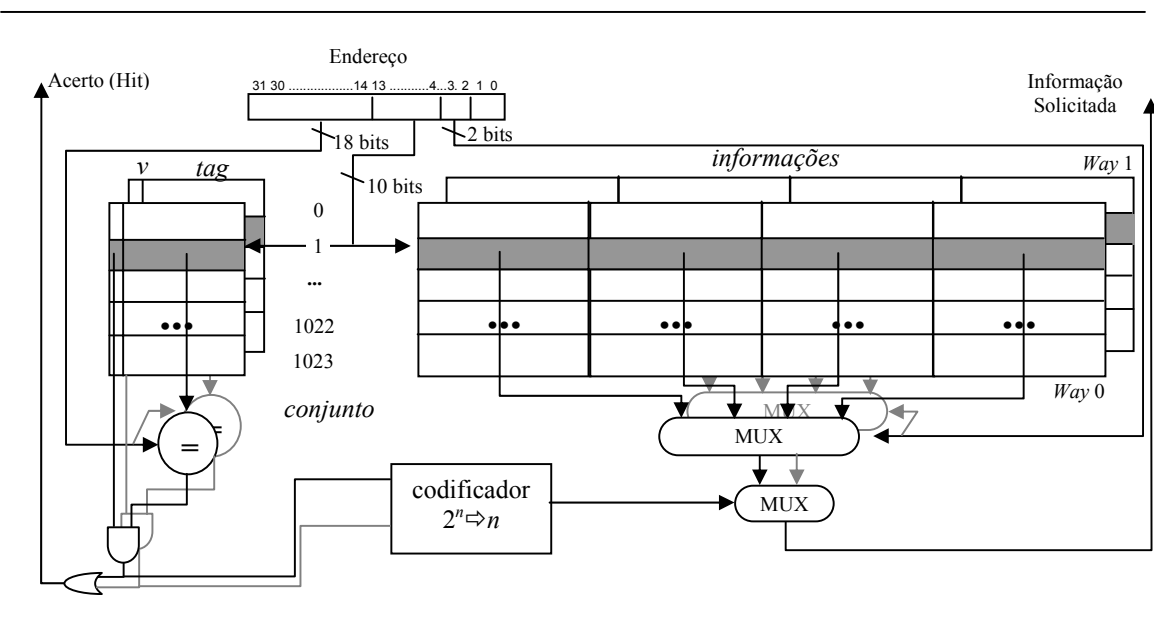 Endereço
Acerto (Hit)
Informação
Solicitada
31 30 ..................14 13 ...........4...3. 2 1 0
18 bits
2 bits
10 bits
v
tag
informações
Way 1
0
1
...
1022
1023
•••
•••
•••
•••
•••
Way 0
conjunto
=
=
MUX
MUX
codificador
2ⁿ⇨n
MUX